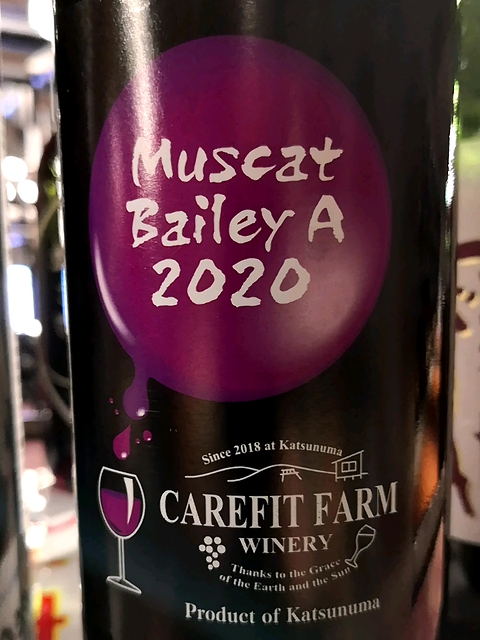 Muscat
Bailey A
2020
Since 2018 at Katsunuma
CAREFIT FARM
WINERY
Thanks to the Grace
of the Earth and the Sun
Product of Katsunuma